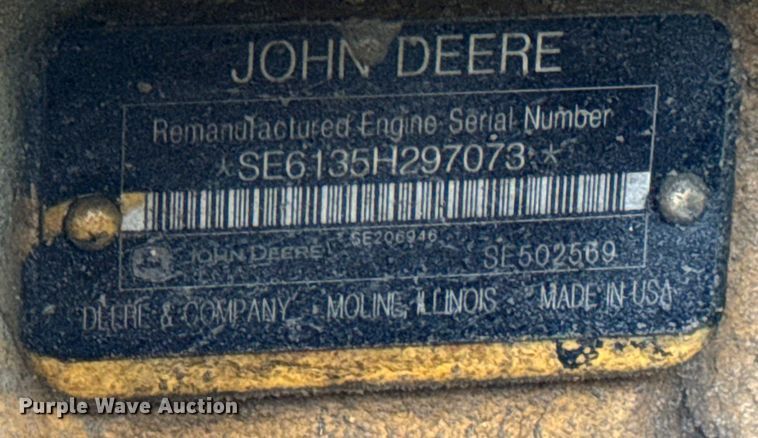 JOHN DEERE
Remanufactured Engine Serial Number
*SE6135H297073*
JOHN DEERE SE206946 SE502569
DEERE & COMPANY MOLINE, ILLINOIS MADE IN USA
Purple Wave Auction